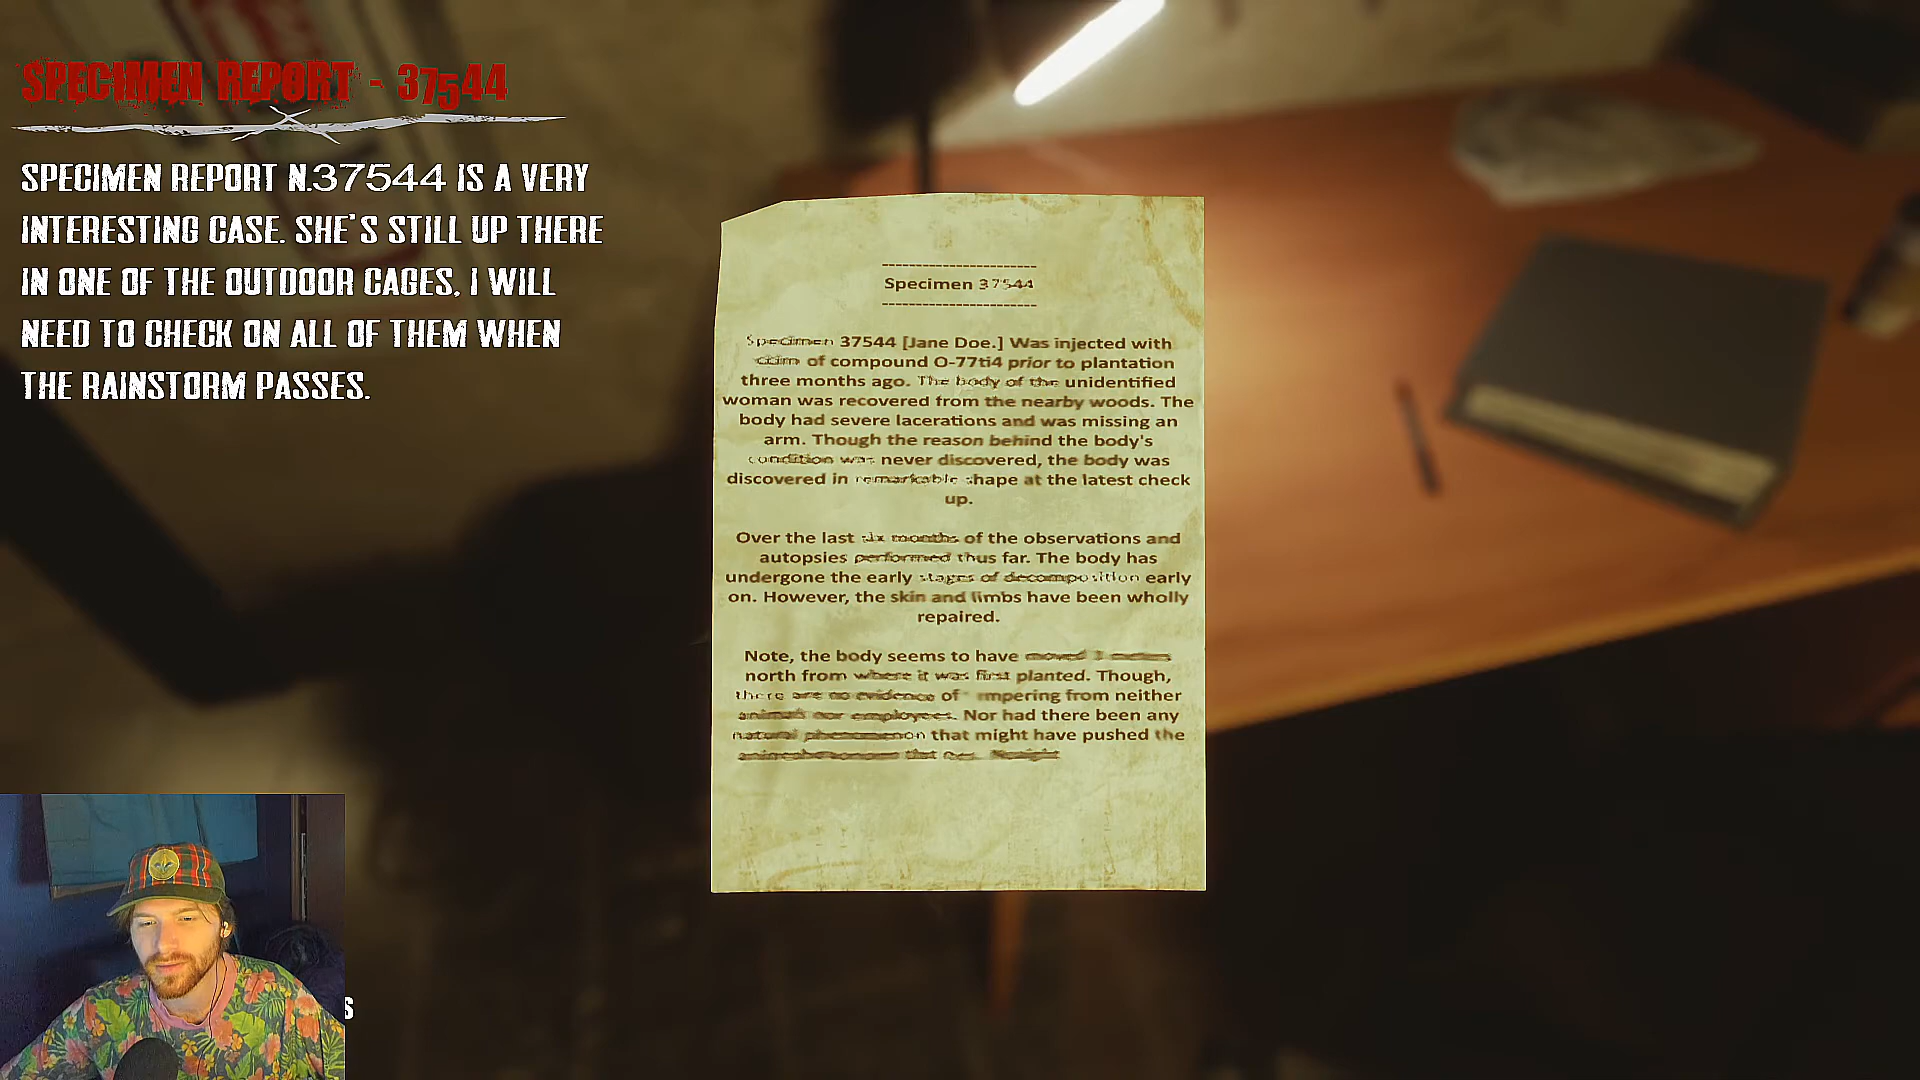 SPECIMEN REPORT - 37544
SPECIMEN REPORT N.37544 IS A VERY
INTERESTING CASE. SHE'S STILL UP THERE
IN ONE OF THE OUTDOOR CAGES, I WILL
NEED TO CHECK ON ALL OF THEM WHEN
THE RAINSTORM PASSES.
--------------------
Specimen 37544
--------------------
Specimen 37544 [Jane Doe.] Was injected with
of compound O-77ti4 prior to plantation
three months ago. The body of the unidentified
woman was recovered from the nearby woods. The
body had severe lacerations and was missing an
arm. Though the reason behind the body's
condition was never discovered, the body was
discovered in remarkable shape at the latest check
up.
Over the last six months of the observations and
autopsies performed thus far. The body has
undergone the early stages of decomposition early
on. However, the skin and limbs have been wholly
repaired.
Note, the body seems to have moved 3 meters
north from where it was first planted. Though,
there are no evidence of mpering from neither
animals nor employees. Nor had there been any
natural phenomenon that might have pushed the
S